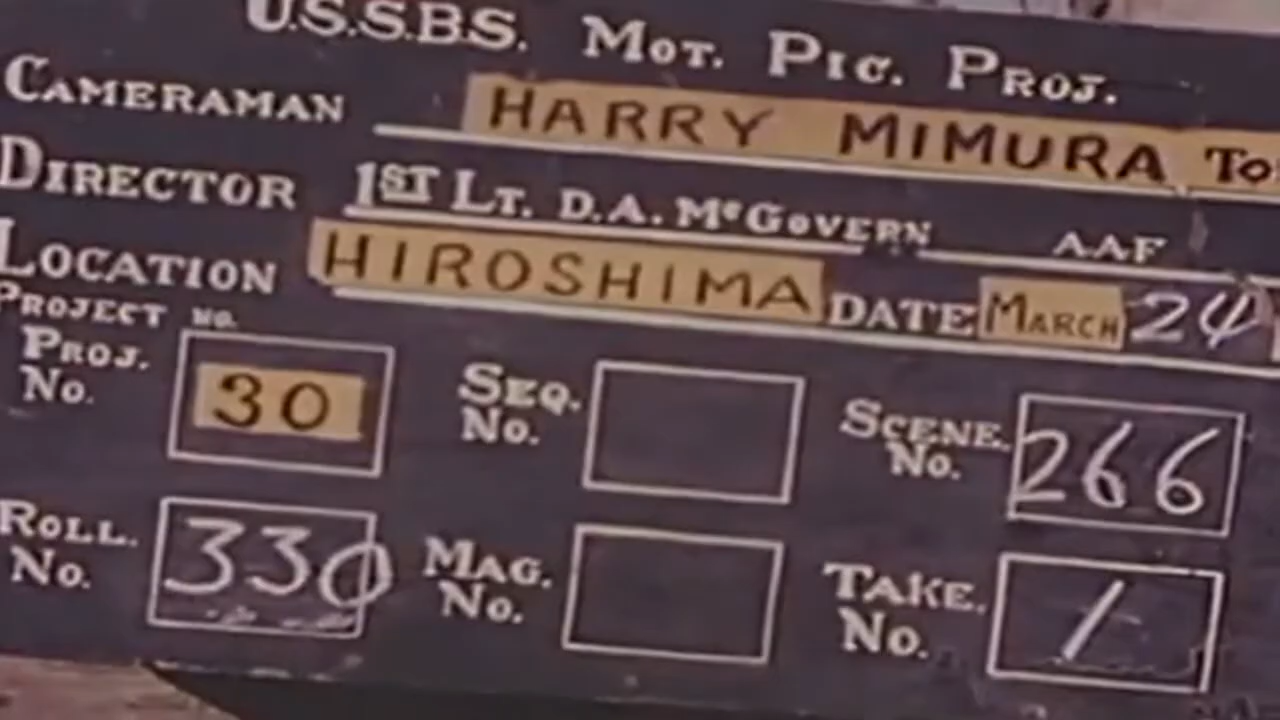 U.S.S.B.S. MOT. PIC. PROJ.
CAMERAMAN HARRY MIMURA
DIRECTOR 1ST LT. D.A. McGOVERN AAF
LOCATION HIROSHIMA DATE MARCH 24
PROJECT NO.
PROJ. NO. 30 SEQ. NO. SCENE. NO. 266
ROLL. NO. 330 MAG. NO. TAKE. NO. 1